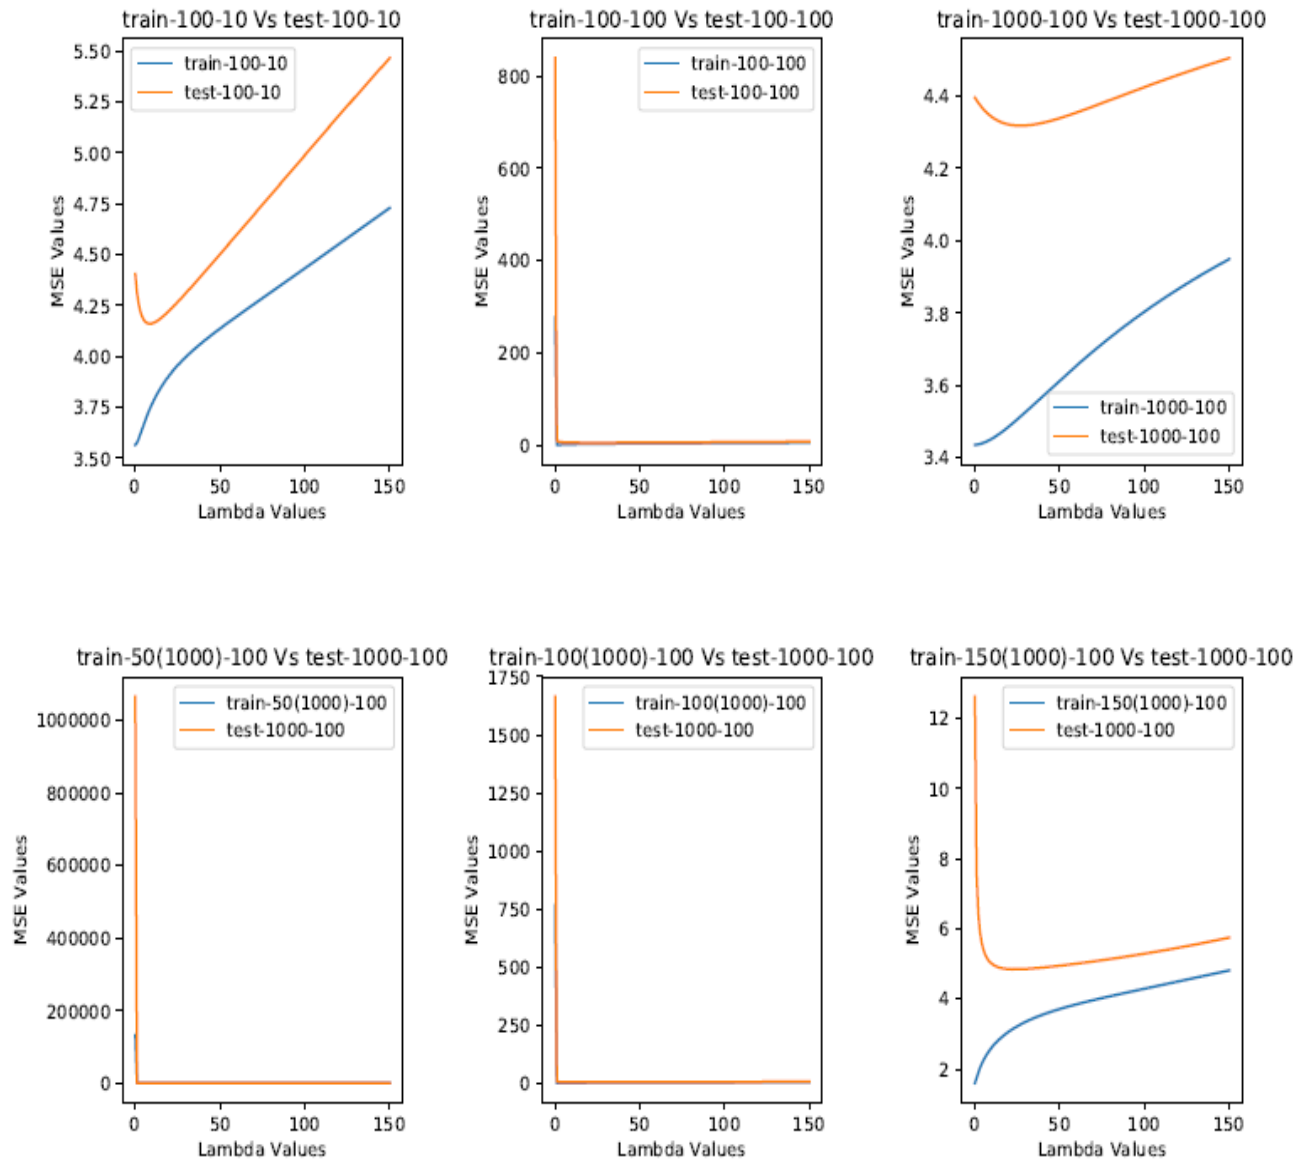 train-100-10 Vs test-100-10
5.50
5.25
5.00
4.75
4.50
4.25
4.00
3.75
3.50
MSE Values
train-100-10
test-100-10
0 50 100 150
Lambda Values
train-100-100 Vs test-100-100
800
600
400
200
0
MSE Values
train-100-100
test-100-100
0 50 100 150
Lambda Values
train-1000-100 Vs test-1000-100
4.4
4.2
4.0
3.8
3.6
3.4
MSE Values
train-1000-100
test-1000-100
0 50 100 150
Lambda Values
train-50(1000)-100 Vs test-1000-100
1000000
800000
600000
400000
200000
0
MSE Values
train-50(1000)-100
test-1000-100
0 50 100 150
Lambda Values
train-100(1000)-100 Vs test-1000-100
1750
1500
1250
1000
750
500
250
0
MSE Values
train-100(1000)-100
test-1000-100
0 50 100 150
Lambda Values
train-150(1000)-100 Vs test-1000-100
12
10
8
6
4
2
MSE Values
train-150(1000)-100
test-1000-100
0 50 100 150
Lambda Values